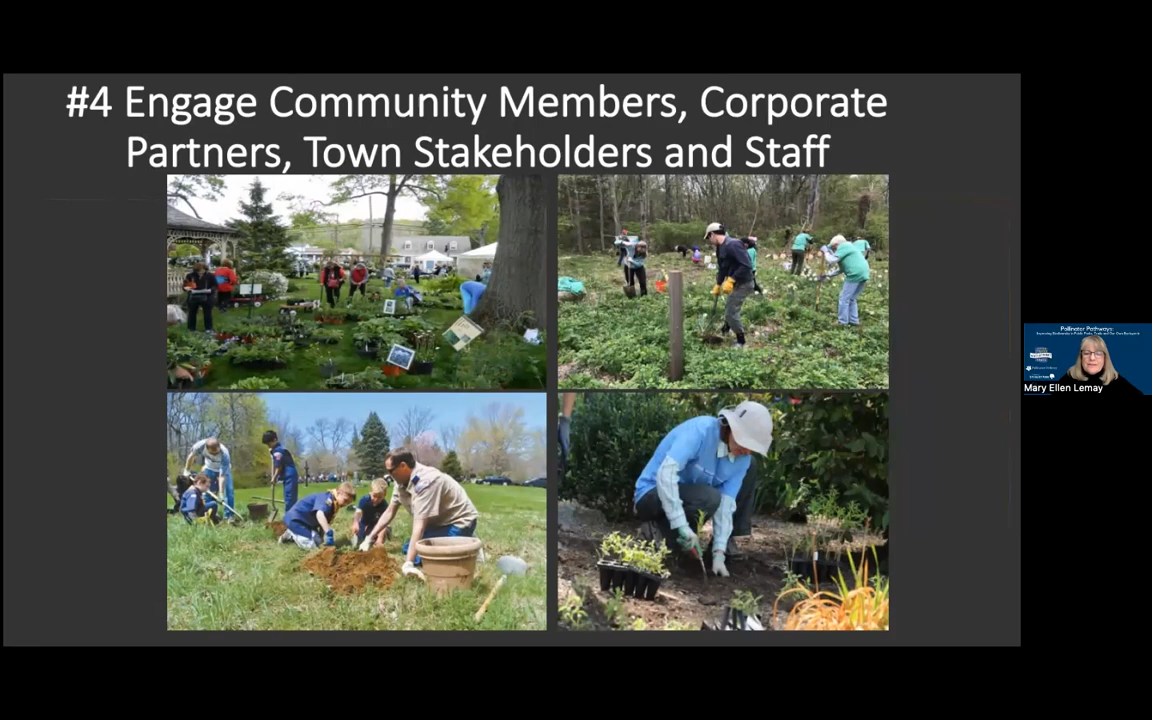 #4 Engage Community Members, Corporate
Partners, Town Stakeholders and Staff
Pollinator Pathways:
Mary Ellen Lemay